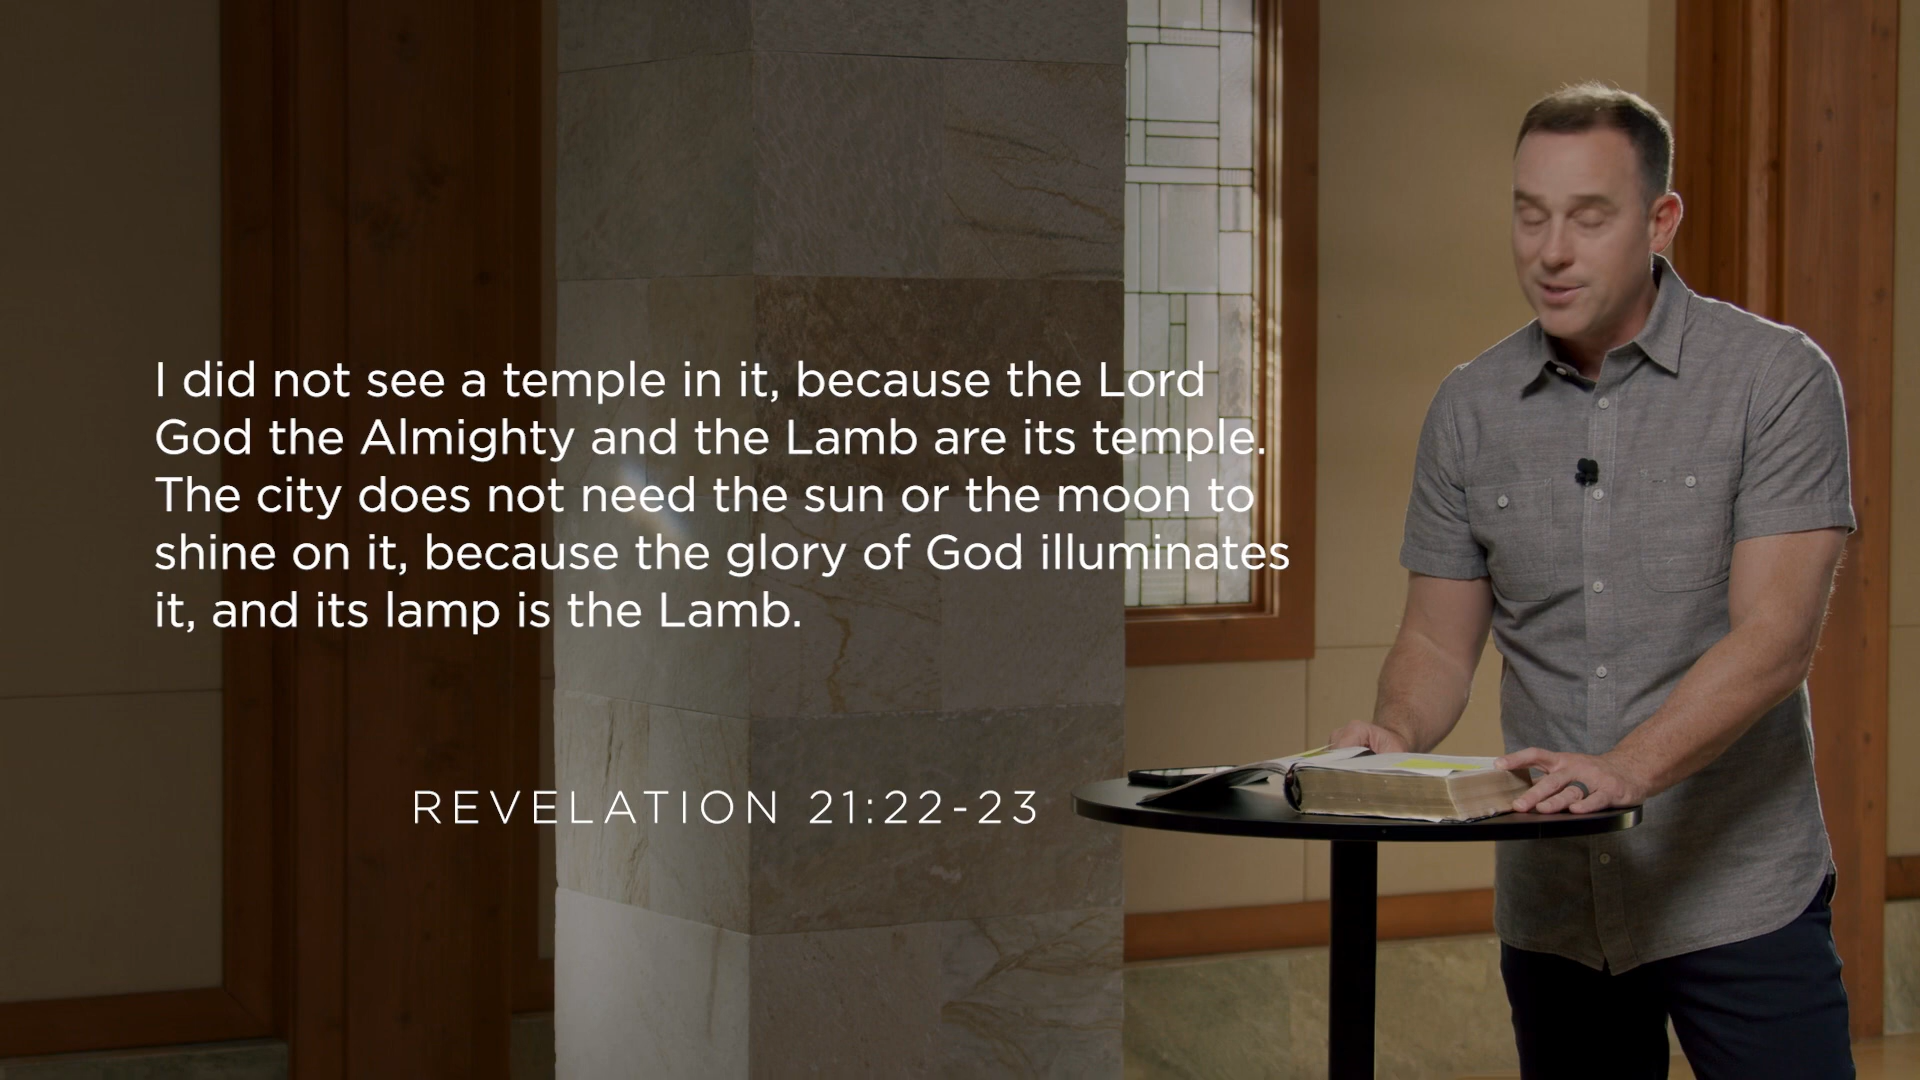 I did not see a temple in it, because the Lord
God the Almighty and the Lamb are its temple.
The city does not need the sun or the moon to
shine on it, because the glory of God illuminates
it, and its lamp is the Lamb.
REVELATION 21:22-23